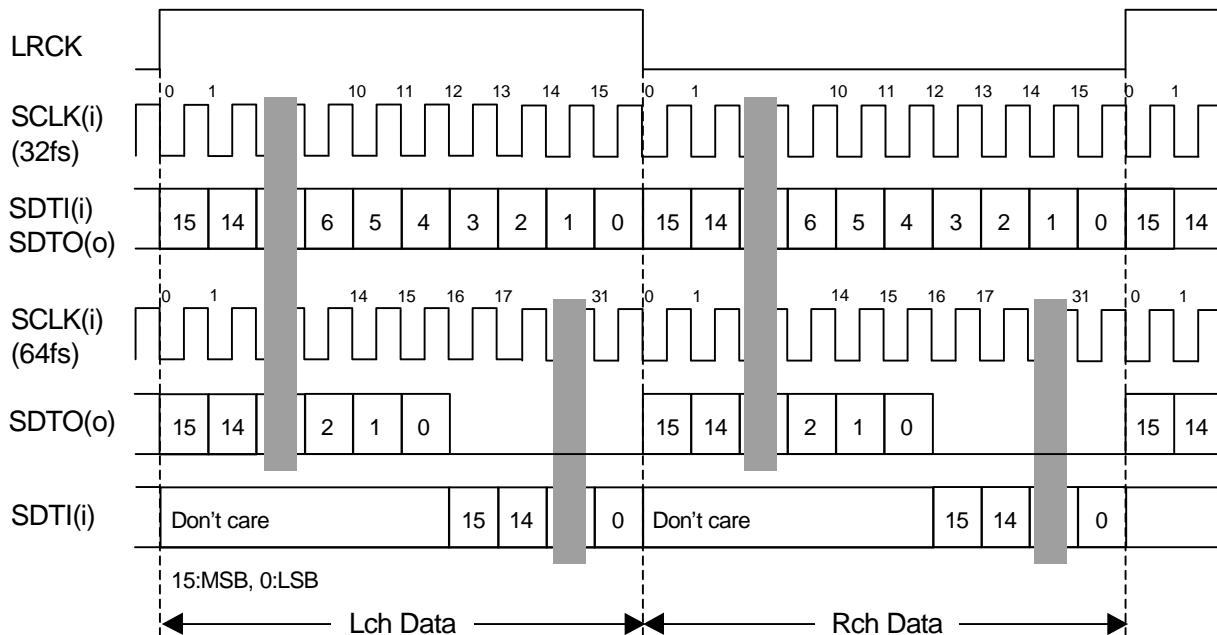 LRCK
0 1 10 11 12 13 14 15 0 1 10 11 12 13 14 15 0 1
SCLK(i)
(32fs)
SDTI(i)
SDTO(o)
15 14 6 5 4 3 2 1 0 15 14 6 5 4 3 2 1 0 15 14
0 1 14 15 16 17 31 0 1 14 15 16 17 31 0 1
SCLK(i)
(64fs)
SDTO(o) 15 14 2 1 0 15 14 2 1 0 15 14
SDTI(i) Don't care 15 14 0 Don't care 15 14 0
15:MSB, 0:LSB
Lch Data Rch Data